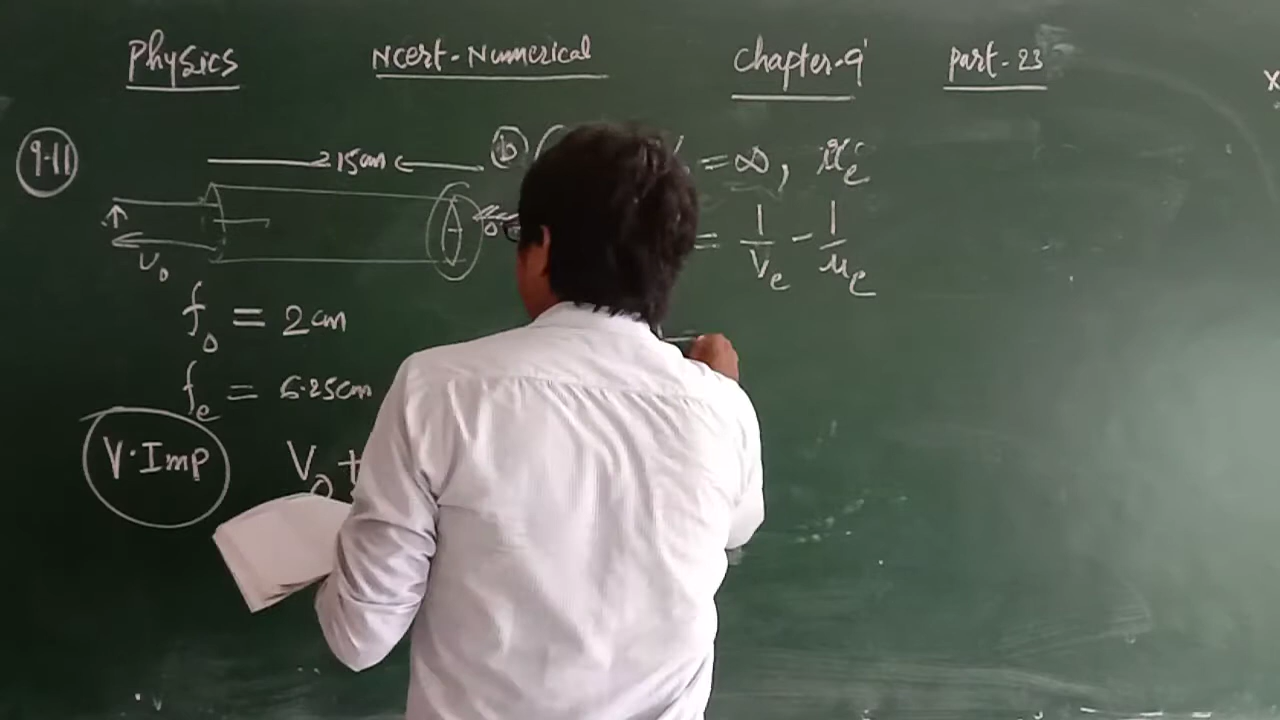 Physics Ncert-Numerical Chapter-9 Part-23
9.11
15cm
u₀
f₀ = 2cm
fₑ = 6.25cm
V.Imp
V₀ +
(b) = ∞, uₑ
= 1/Vₑ - 1/uₑ